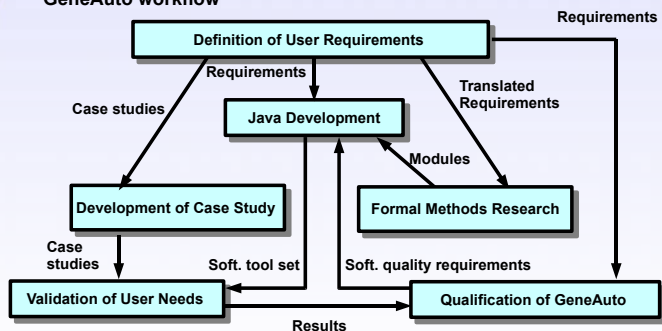 GeneAuto workflow
Requirements
Definition of User Requirements
Requirements
Translated
Requirements
Case studies
Java Development
Modules
Development of Case Study
Formal Methods Research
Case
studies
Soft. tool set
Soft. quality requirements
Validation of User Needs
Qualification of GeneAuto
Results